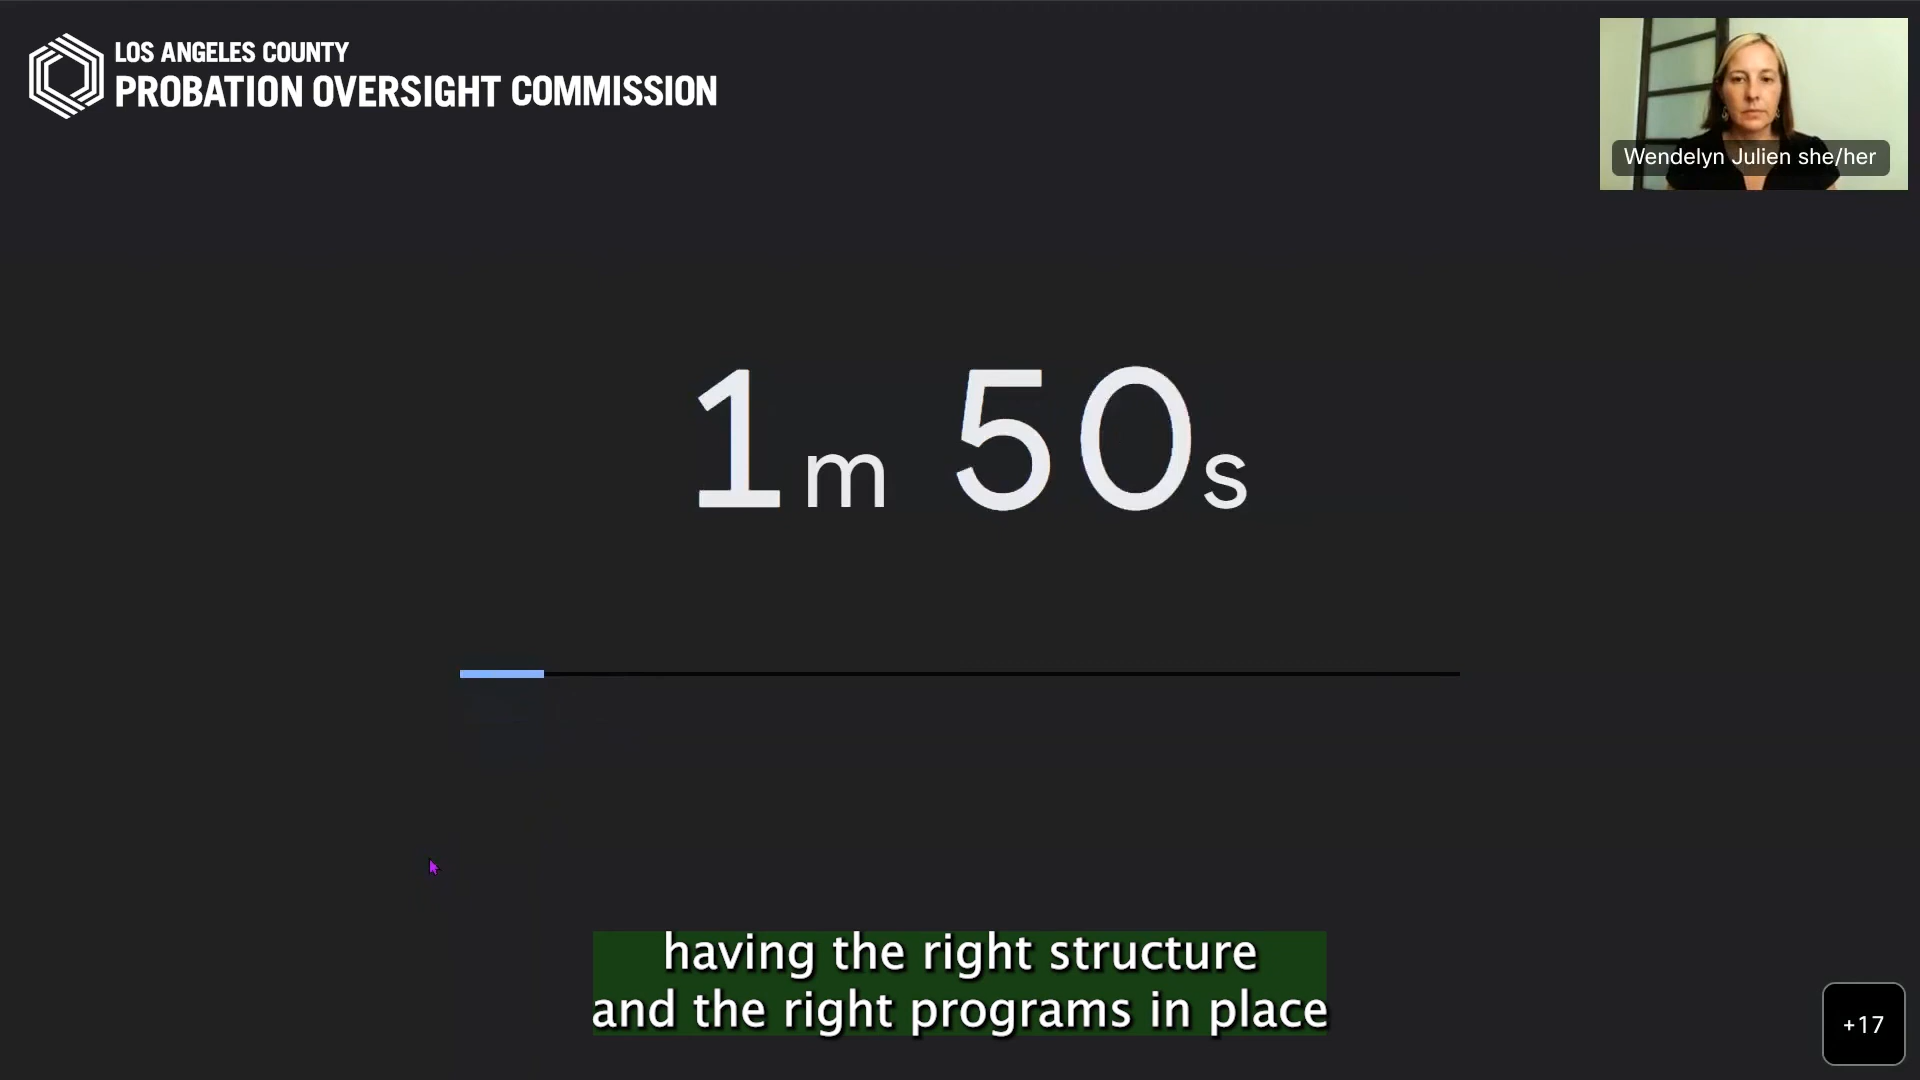 LOS ANGELES COUNTY
PROBATION OVERSIGHT COMMISSION
Wendelyn Julien she/her
1m 50s
having the right structure
and the right programs in place
+17